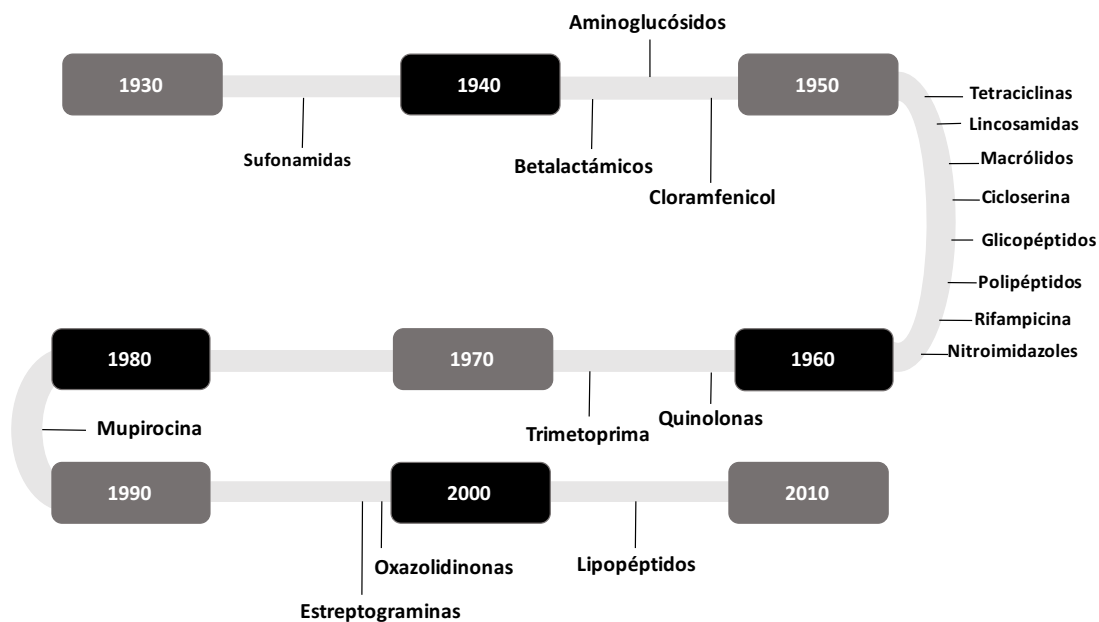 Aminoglucósidos
1930
1940
1950
Sufonamidas
Betalactámicos
Cloramfenicol
Tetraciclinas
Lincosamidas
Macrólidos
Cicloserina
Glicopéptidos
Polipéptidos
Rifampicina
Nitroimidazoles
1980
1970
1960
Quinolonas
Trimetoprima
Mupirocina
1990
2000
2010
Oxazolidinonas
Lipopéptidos
Estreptograminas